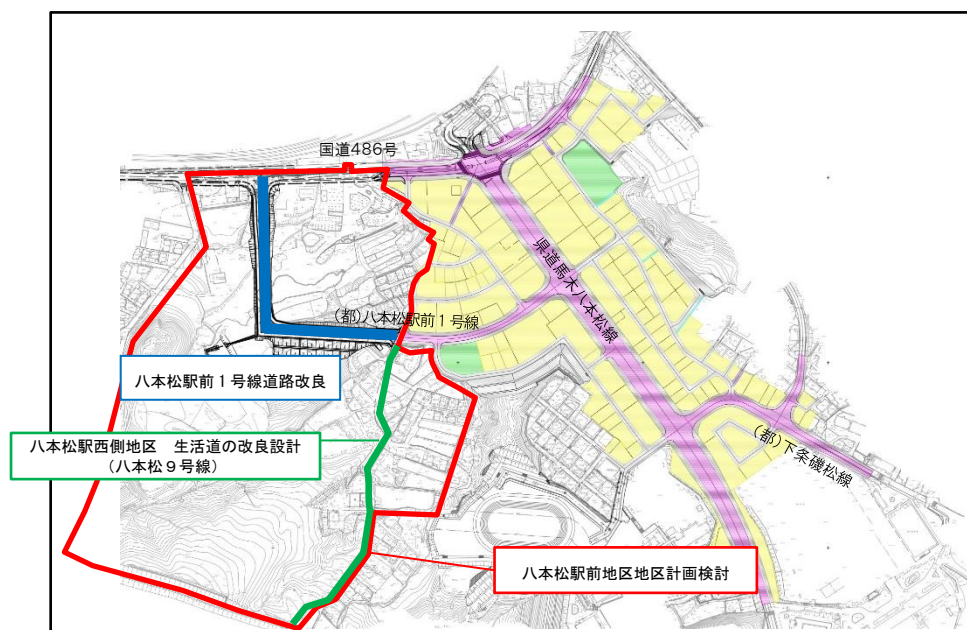 国道486号
県道馬木八本松線
(都)八本松駅前１号線
八本松駅前１号線道路改良
八本松駅西側地区　生活道の改良設計
（八本松９号線）
(都)下条磯松線
八本松駅前地区地区計画検討